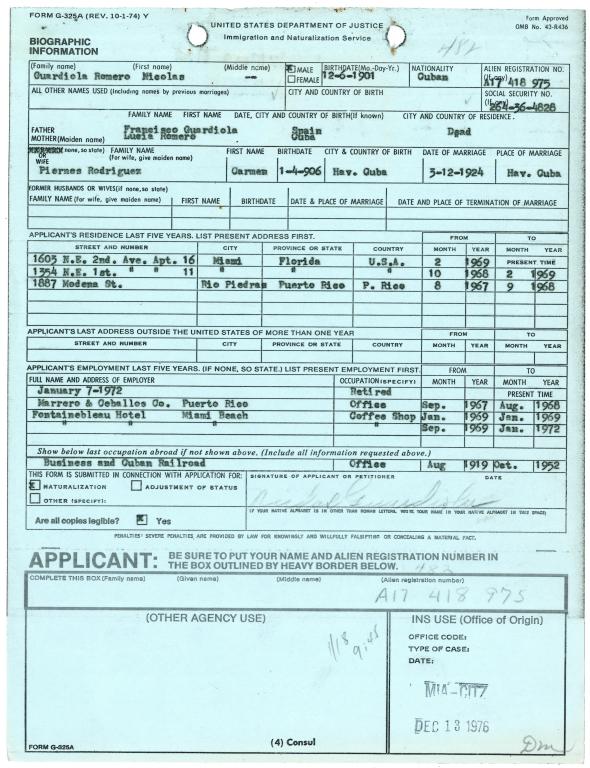 FORM G-325A (REV. 10-1-74) Y
UNITED STATES DEPARTMENT OF JUSTICE
Immigration and Naturalization Service
Form Approved
OMB No. 43-R436
BIOGRAPHIC
INFORMATION
482
(Family name) (First name) (Middle name) MALE FEMALE BIRTHDATE(Mo.-Day-Yr.) NATIONALITY ALIEN REGISTRATION NO. (If any)
Guardiola Romero Nicolas -- X 12-6-1901 Cuban A17 418 975
ALL OTHER NAMES USED (Including names by previous marriages) CITY AND COUNTRY OF BIRTH SOCIAL SECURITY NO. (If any)
264-36-4828
FAMILY NAME FIRST NAME DATE, CITY AND COUNTRY OF BIRTH(If known) CITY AND COUNTRY OF RESIDENCE.
FATHER Francisco Guardiola Spain Dead
MOTHER(Maiden name) Lucia Romero Cuba
none, so state) OR WIFE FAMILY NAME (For wife, give maiden name) FIRST NAME BIRTHDATE CITY & COUNTRY OF BIRTH DATE OF MARRIAGE PLACE OF MARRIAGE
Piernes Rodriguez Carmen 1-4-906 Hav. Cuba 3-12-1924 Hav. Cuba
FORMER HUSBANDS OR WIVES(if none,so state)
FAMILY NAME (For wife, give maiden name) FIRST NAME BIRTHDATE DATE & PLACE OF MARRIAGE DATE AND PLACE OF TERMINATION OF MARRIAGE
APPLICANT'S RESIDENCE LAST FIVE YEARS. LIST PRESENT ADDRESS FIRST. FROM TO
STREET AND NUMBER CITY PROVINCE OR STATE COUNTRY MONTH YEAR MONTH YEAR
1603 N.E. 2nd. Ave. Apt. 16 Miami Florida U.S.A. 2 1969 PRESENT TIME
1354 N.E. 1st. " " 11 " " " 10 1968 2 1969
1887 Modena St. Rio Piedras Puerto Rico P. Rico 8 1967 9 1968
APPLICANT'S LAST ADDRESS OUTSIDE THE UNITED STATES OF MORE THAN ONE YEAR FROM TO
STREET AND NUMBER CITY PROVINCE OR STATE COUNTRY MONTH YEAR MONTH YEAR
APPLICANT'S EMPLOYMENT LAST FIVE YEARS. (IF NONE, SO STATE.) LIST PRESENT EMPLOYMENT FIRST. FROM TO
FULL NAME AND ADDRESS OF EMPLOYER OCCUPATION(SPECIFY) MONTH YEAR MONTH YEAR
January 7-1972 Retired PRESENT TIME
Marrero & Ceballos Co. Puerto Rico Office Sep. 1967 Aug. 1968
Fontainebleau Hotel Miami Beach Coffee Shop Jan. 1969 Jan. 1969
" Sep. 1969 Jan. 1972
Show below last occupation abroad if not shown above. (Include all information requested above.)
Business and Cuban Railroad Office Aug 1919 Oct. 1952
THIS FORM IS SUBMITTED IN CONNECTION WITH APPLICATION FOR: SIGNATURE OF APPLICANT OR PETITIONER DATE
X NATURALIZATION ADJUSTMENT OF STATUS
OTHER (SPECIFY):
IF YOUR NATIVE ALPHABET IS IN OTHER THAN ROMAN LETTERS, WRITE YOUR NAME IN YOUR NATIVE ALPHABET IN THIS SPACE)
Are all copies legible? X Yes
PENALTIES: SEVERE PENALTIES ARE PROVIDED BY LAW FOR KNOWINGLY AND WILLFULLY FALSIFYING OR CONCEALING A MATERIAL FACT.
APPLICANT: BE SURE TO PUT YOUR NAME AND ALIEN REGISTRATION NUMBER IN
THE BOX OUTLINED BY HEAVY BORDER BELOW.
482
COMPLETE THIS BOX (Family name) (Given name) (Middle name) (Alien registration number)
A17 418 975
(OTHER AGENCY USE)
1/18 9:45
INS USE (Office of Origin)
OFFICE CODE:
TYPE OF CASE:
DATE:
MIA-CITZ
DEC 13 1976
FORM G-325A
(4) Consul